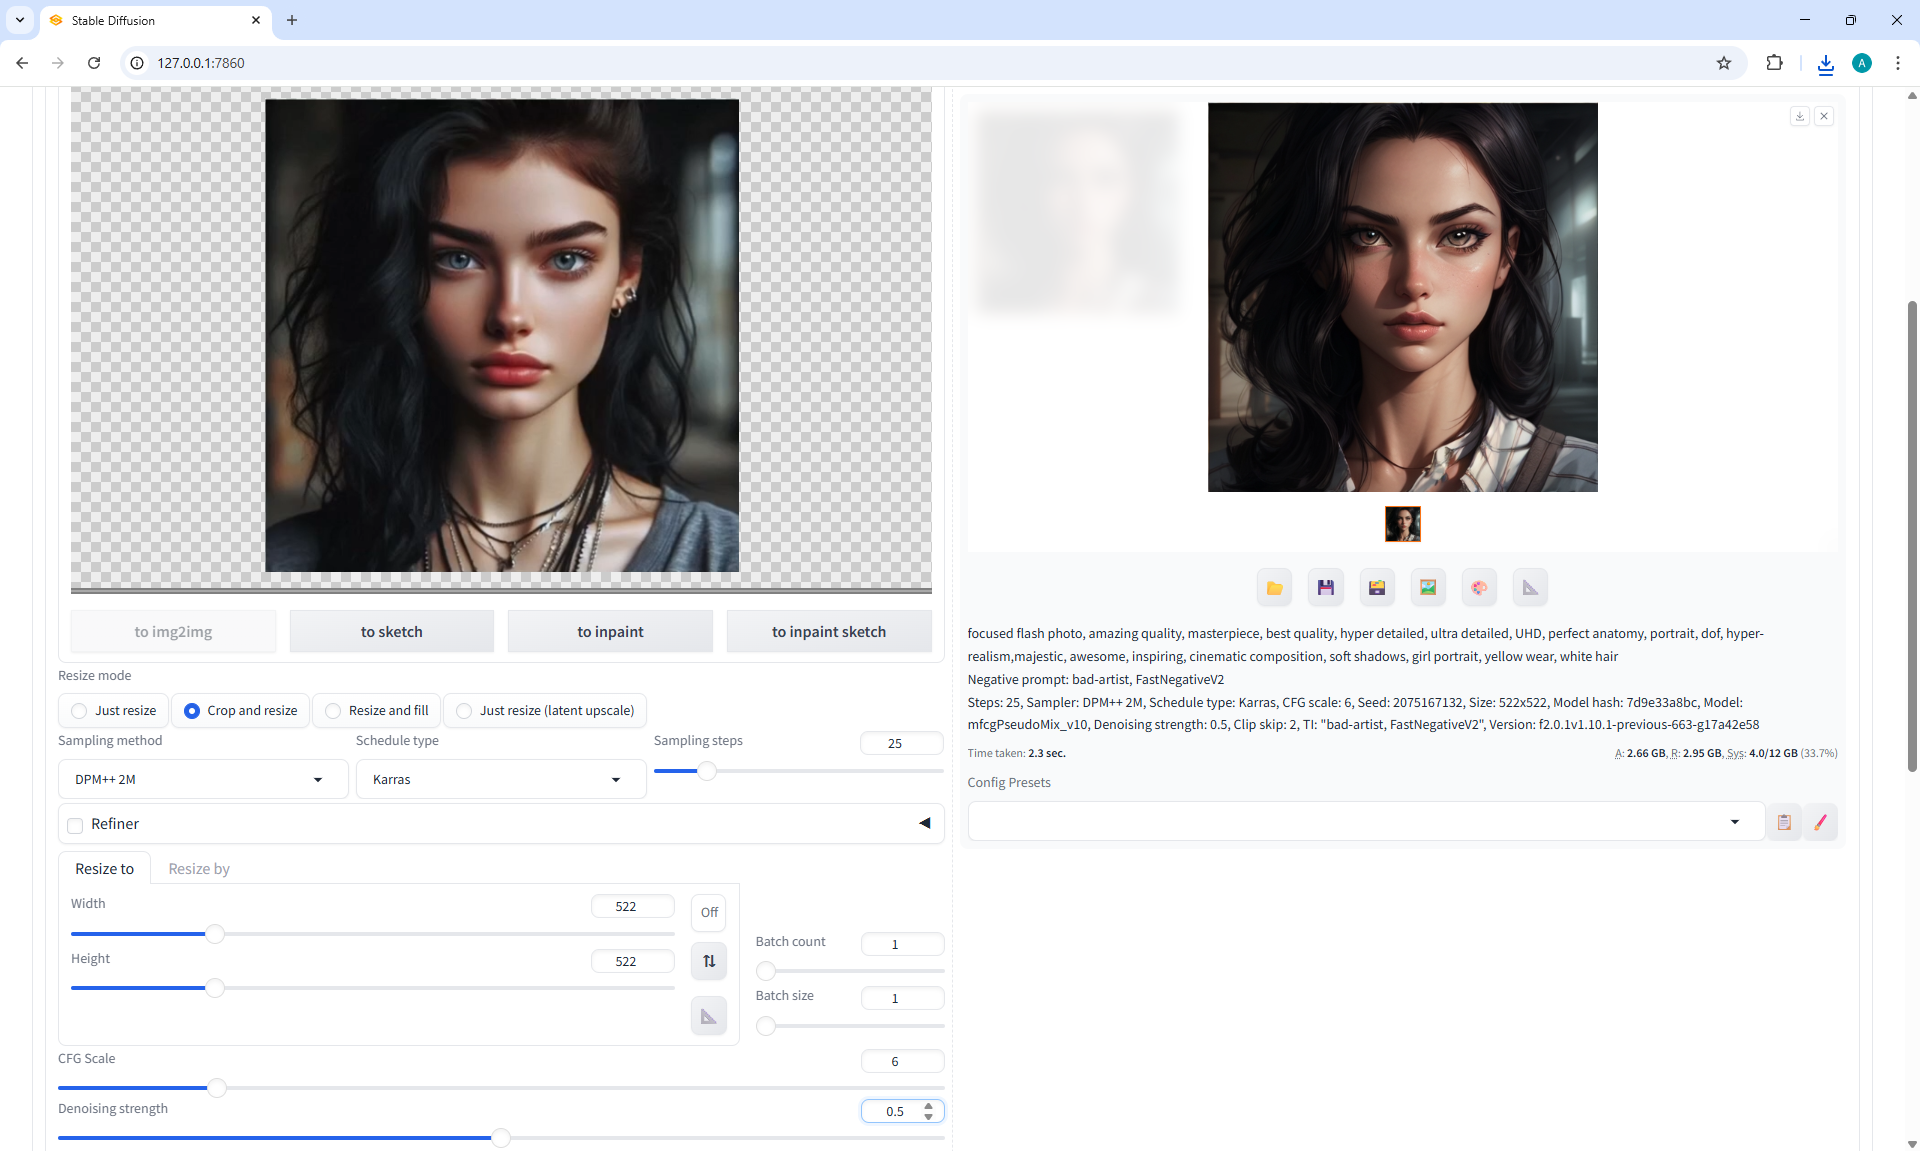 Stable Diffusion
127.0.0.1:7860
A
to img2img
to sketch
to inpaint
to inpaint sketch
Resize mode
Just resize
Crop and resize
Resize and fill
Just resize (latent upscale)
Sampling method
Schedule type
Sampling steps
25
DPM++ 2M
Karras
Refiner
Resize to
Resize by
Width
522
Off
Height
522
Batch count
1
Batch size
1
CFG Scale
6
Denoising strength
0.5
focused flash photo, amazing quality, masterpiece, best quality, hyper detailed, ultra detailed, UHD, perfect anatomy, portrait, dof, hyper-
realism,majestic, awesome, inspiring, cinematic composition, soft shadows, girl portrait, yellow wear, white hair
Negative prompt: bad-artist, FastNegativeV2
Steps: 25, Sampler: DPM++ 2M, Schedule type: Karras, CFG scale: 6, Seed: 2075167132, Size: 522x522, Model hash: 7d9e33a8bc, Model:
mfcgPseudoMix_v10, Denoising strength: 0.5, Clip skip: 2, TI: "bad-artist, FastNegativeV2", Version: f2.0.1v1.10.1-previous-663-g17a42e58
Time taken: 2.3 sec.
A: 2.66 GB, R: 2.95 GB, Sys: 4.0/12 GB (33.7%)
Config Presets